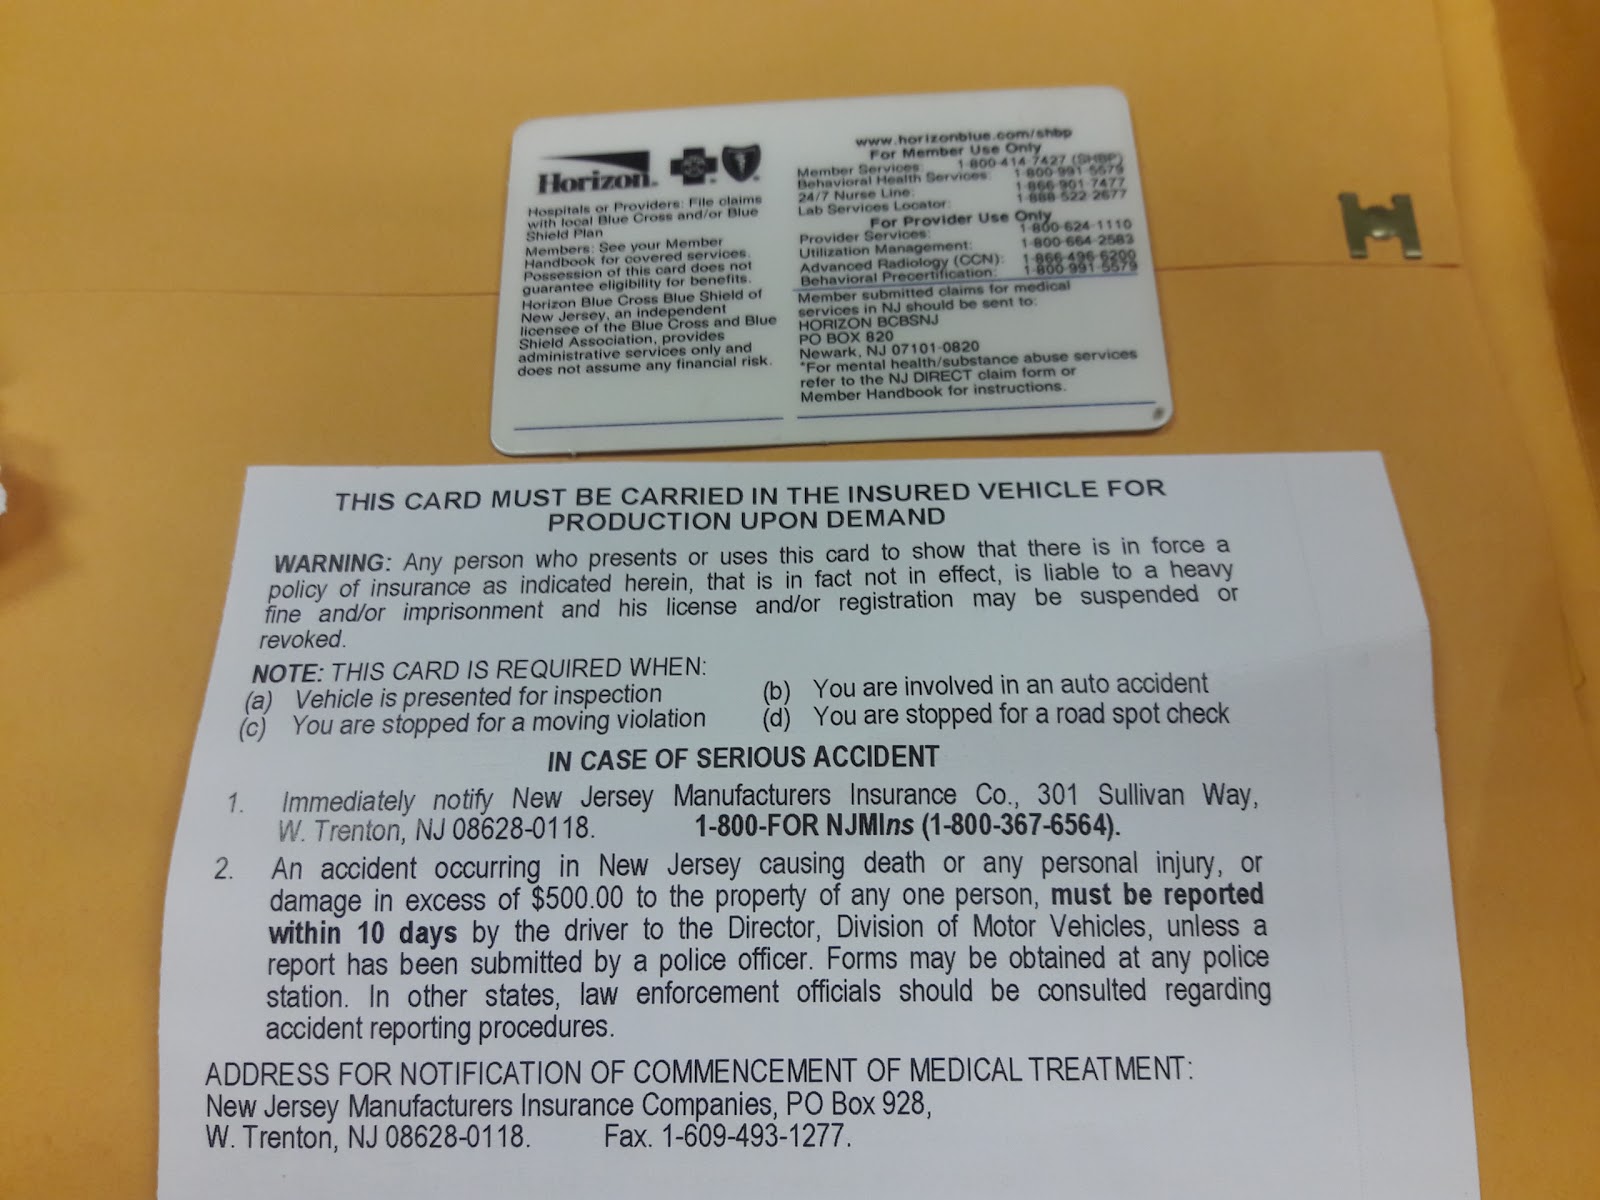 Horizon.
Hospitals or Providers: File claims
with local Blue Cross and/or Blue
Shield Plan
Members: See your Member
Handbook for covered services.
Possession of this card does not
guarantee eligibility for benefits.
Horizon Blue Cross Blue Shield of
New Jersey, an independent
licensee of the Blue Cross and Blue
Shield Association, provides
administrative services only and
does not assume any financial risk.
www.horizonblue.com/shbp
For Member Use Only
Member Services: 1-800-414-7427 (SHBP)
Behavioral Health Services: 1-800-991-5579
24/7 Nurse Line: 1-866-901-7477
Lab Services Locator: 1-888-522-2677
For Provider Use Only
Provider Services: 1-800-624-1110
Utilization Management: 1-800-664-2583
Advanced Radiology (CCN): 1-866-496-6200
Behavioral Precertification: 1-800-991-5579
Member submitted claims for medical
services in NJ should be sent to:
HORIZON BCBSNJ
PO BOX 820
Newark, NJ 07101-0820
*For mental health/substance abuse services
refer to the NJ DIRECT claim form or
Member Handbook for instructions.
THIS CARD MUST BE CARRIED IN THE INSURED VEHICLE FOR
PRODUCTION UPON DEMAND
WARNING: Any person who presents or uses this card to show that there is in force a
policy of insurance as indicated herein, that is in fact not in effect, is liable to a heavy
fine and/or imprisonment and his license and/or registration may be suspended or
revoked.
NOTE: THIS CARD IS REQUIRED WHEN:
(a) Vehicle is presented for inspection (b) You are involved in an auto accident
(c) You are stopped for a moving violation (d) You are stopped for a road spot check
IN CASE OF SERIOUS ACCIDENT
1. Immediately notify New Jersey Manufacturers Insurance Co., 301 Sullivan Way,
W. Trenton, NJ 08628-0118. 1-800-FOR NJMIns (1-800-367-6564).
2. An accident occurring in New Jersey causing death or any personal injury, or
damage in excess of $500.00 to the property of any one person, must be reported
within 10 days by the driver to the Director, Division of Motor Vehicles, unless a
report has been submitted by a police officer. Forms may be obtained at any police
station. In other states, law enforcement officials should be consulted regarding
accident reporting procedures.
ADDRESS FOR NOTIFICATION OF COMMENCEMENT OF MEDICAL TREATMENT:
New Jersey Manufacturers Insurance Companies, PO Box 928,
W. Trenton, NJ 08628-0118. Fax. 1-609-493-1277.